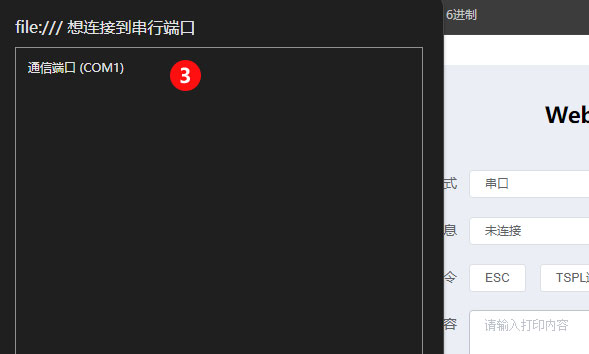 file:/// 想连接到串行端口
通信端口 (COM1)
3
6进制
Web
式 串口
息 未连接
令 ESC TSPL
容 请输入打印内容